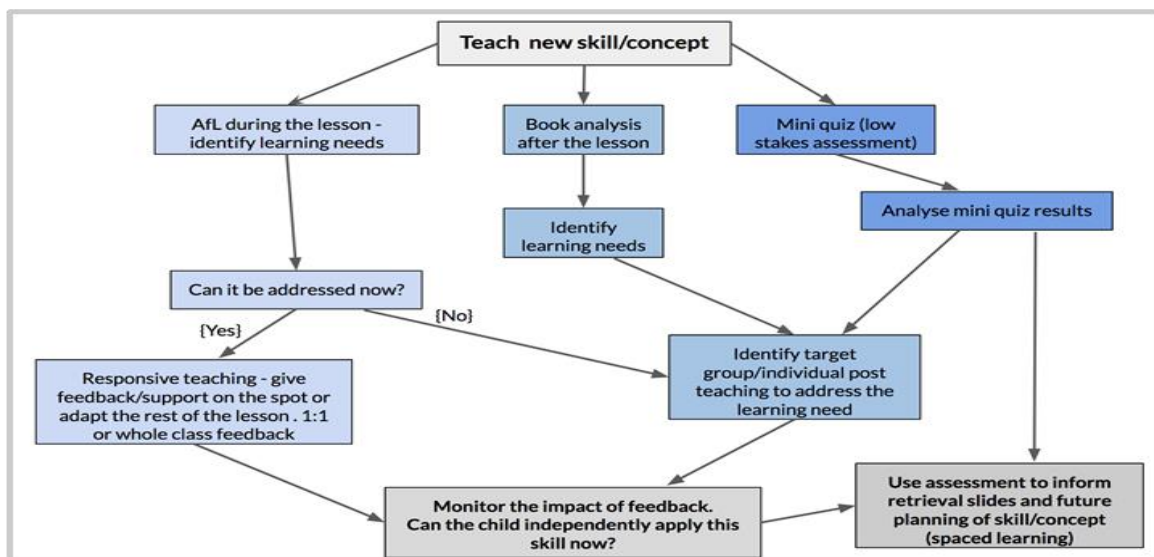 Teach new skill/concept
AfL during the lesson -
identify learning needs
Book analysis
after the lesson
Mini quiz (low
stakes assessment)
Identify
learning needs
Analyse mini quiz results
Can it be addressed now?
{Yes}
{No}
Responsive teaching - give
feedback/support on the spot or
adapt the rest of the lesson . 1:1
or whole class feedback
Identify target
group/individual post
teaching to address the
learning need
Monitor the impact of feedback.
Can the child independently apply this
skill now?
Use assessment to inform
retrieval slides and future
planning of skill/concept
(spaced learning)